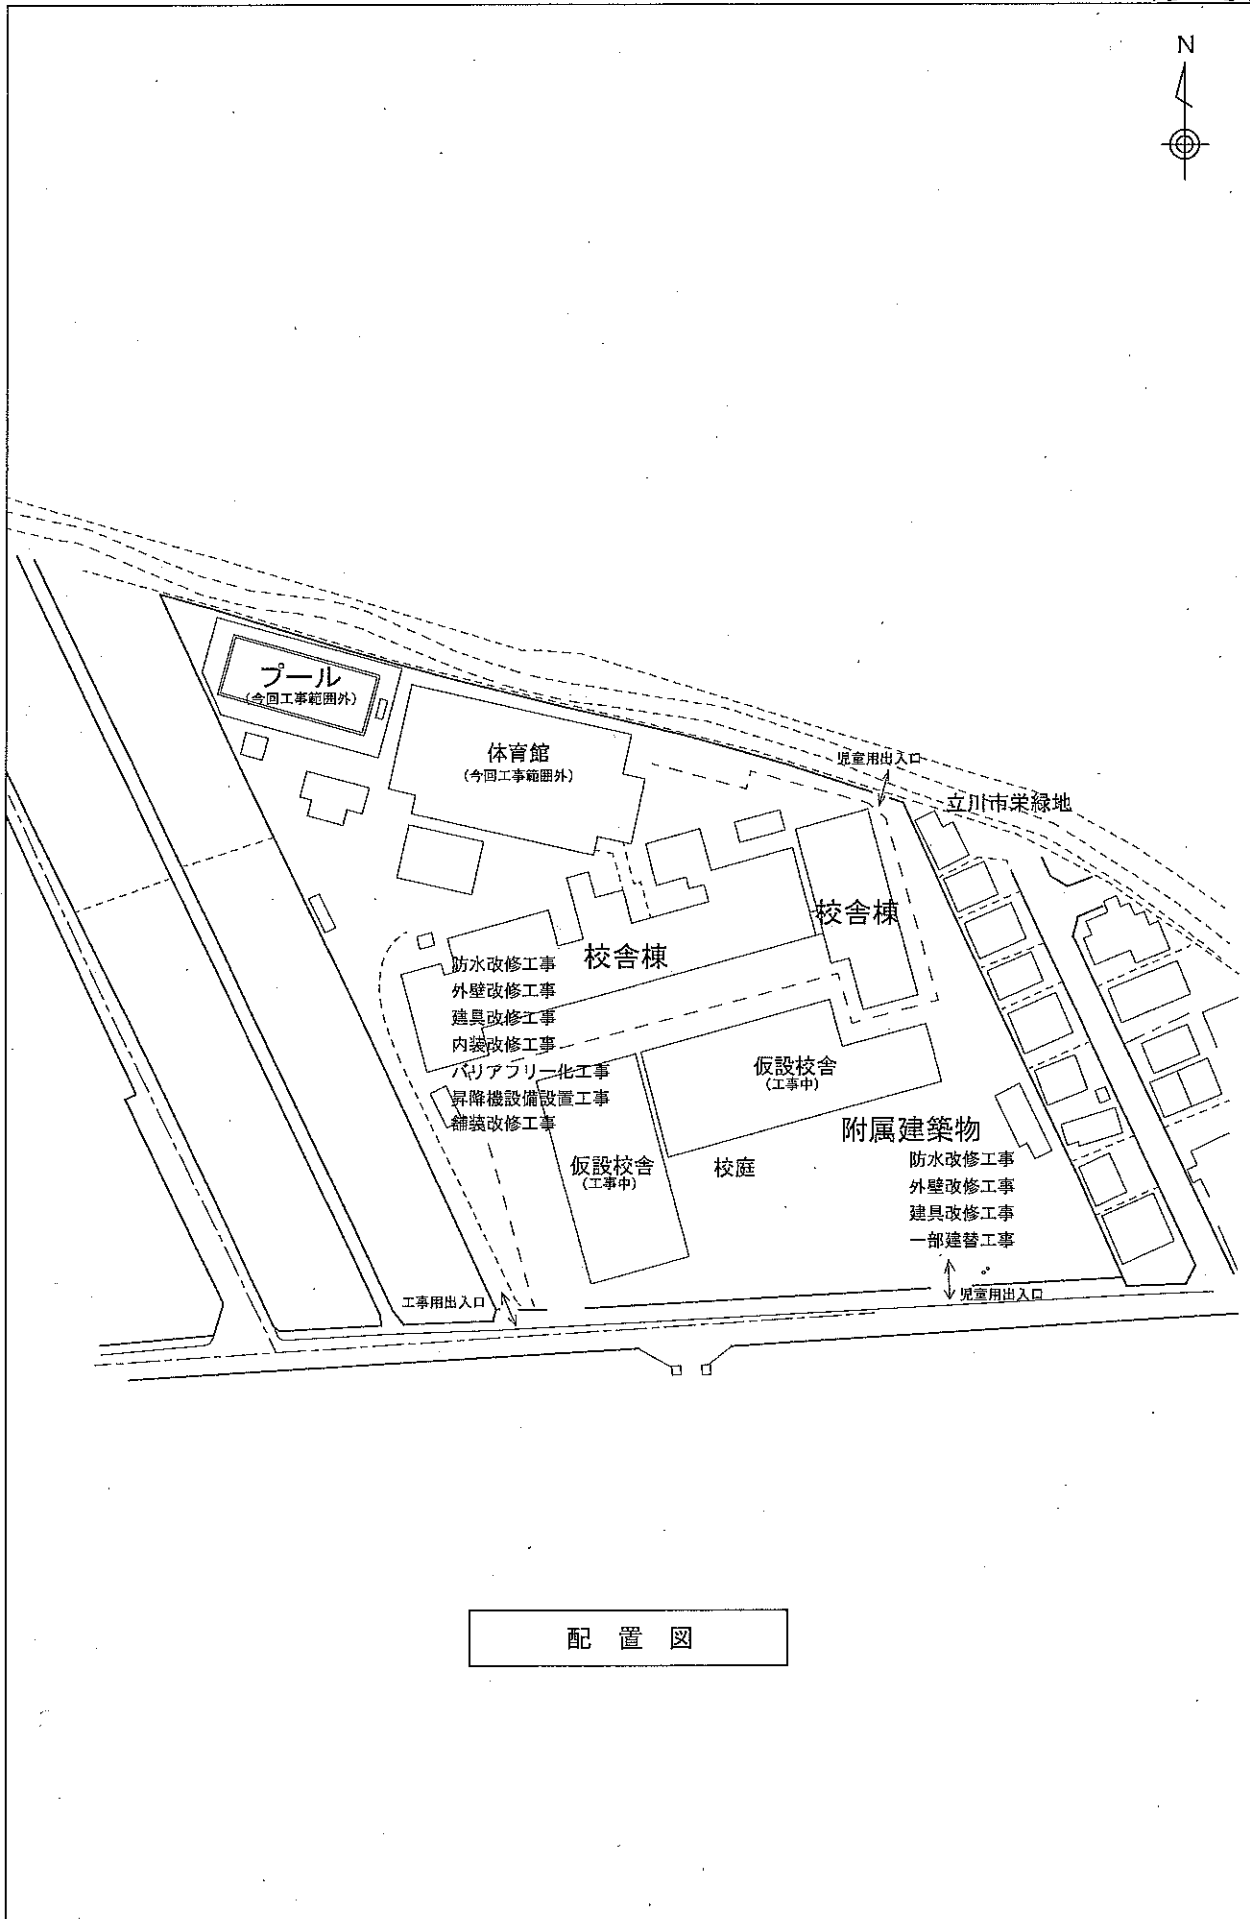 N
プール
(今回工事範囲外)
体育館
(今回工事範囲外)
児童用出入口
立川市栄緑地
校舎棟
校舎棟
防水改修工事
外壁改修工事
建具改修工事
内装改修工事
バリアフリー化工事
昇降機設備設置工事
舗装改修工事
仮設校舎
(工事中)
仮設校舎
(工事中)
校庭
附属建築物
防水改修工事
外壁改修工事
建具改修工事
一部建替工事
工事用出入口
児童用出入口
配置図